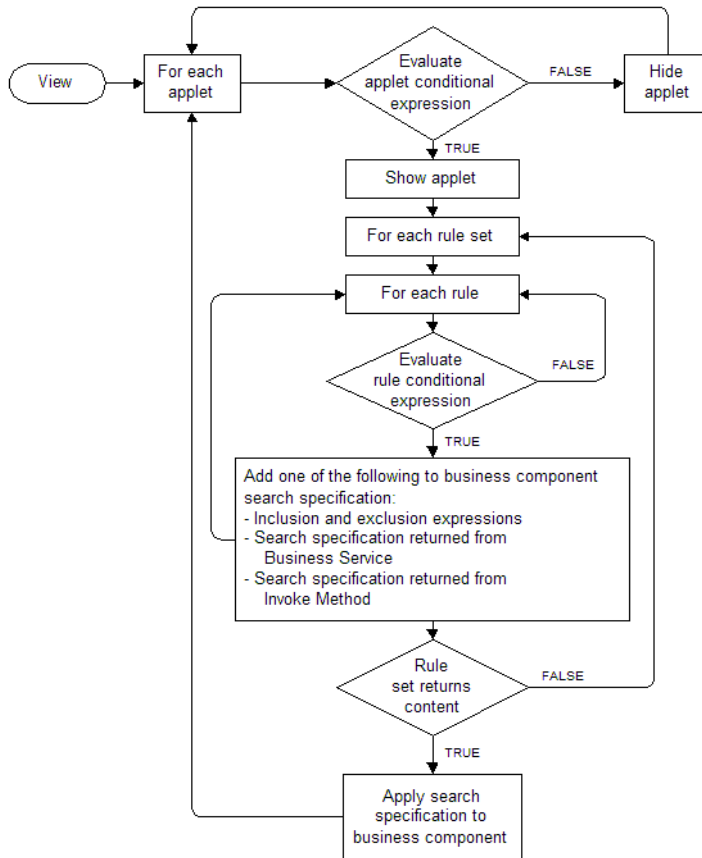 View
For each
applet
Evaluate
applet conditional
expression
FALSE
Hide
applet
TRUE
Show applet
For each rule set
For each rule
Evaluate
rule conditional
expression
FALSE
TRUE
Add one of the following to business component
search specification:
- Inclusion and exclusion expressions
- Search specification returned from
Business Service
- Search specification returned from
Invoke Method
Rule
set returns
content
FALSE
TRUE
Apply search
specification to
business component